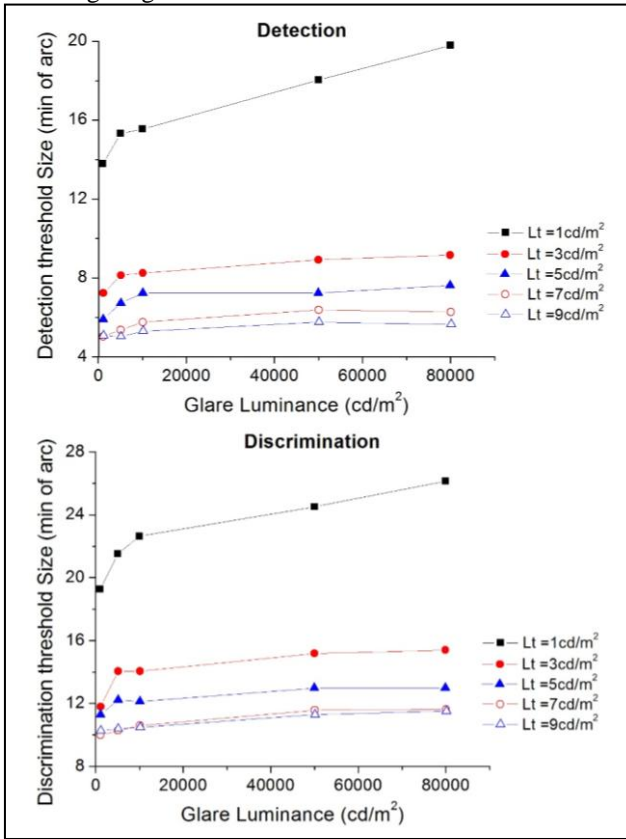 Detection
Detection threshold Size (min of arc)
20
16
12
8
4
0
20000
40000
60000
80000
Glare Luminance (cd/m²)
Lt =1cd/m²
Lt =3cd/m²
Lt =5cd/m²
Lt =7cd/m²
Lt =9cd/m²
Discrimination
Discrimination threshold Size (min of arc)
28
24
20
16
12
8
0
20000
40000
60000
80000
Glare Luminance (cd/m²)
Lt =1cd/m²
Lt =3cd/m²
Lt =5cd/m²
Lt =7cd/m²
Lt =9cd/m²